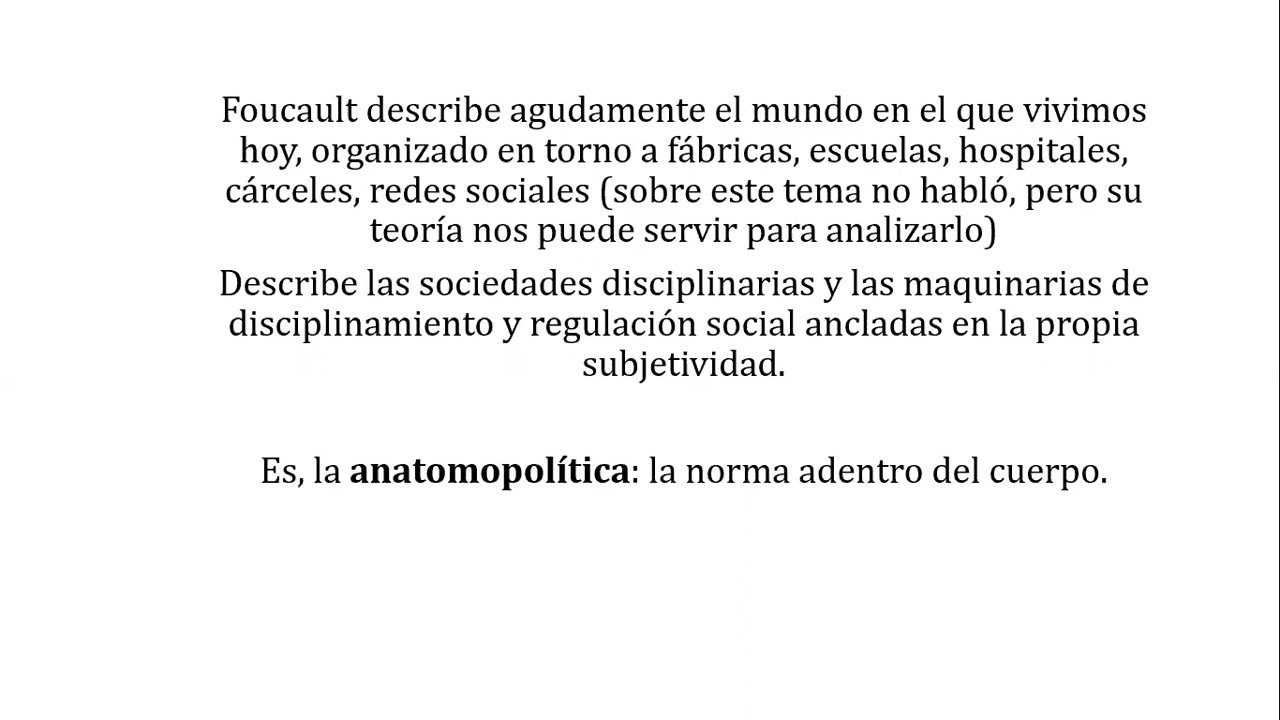 Foucault describe agudamente el mundo en el que vivimos
hoy, organizado en torno a fábricas, escuelas, hospitales,
cárceles, redes sociales (sobre este tema no habló, pero su
teoría nos puede servir para analizarlo)
Describe las sociedades disciplinarias y las maquinarias de
disciplinamiento y regulación social ancladas en la propia
subjetividad.
Es, la anatomopolítica: la norma adentro del cuerpo.